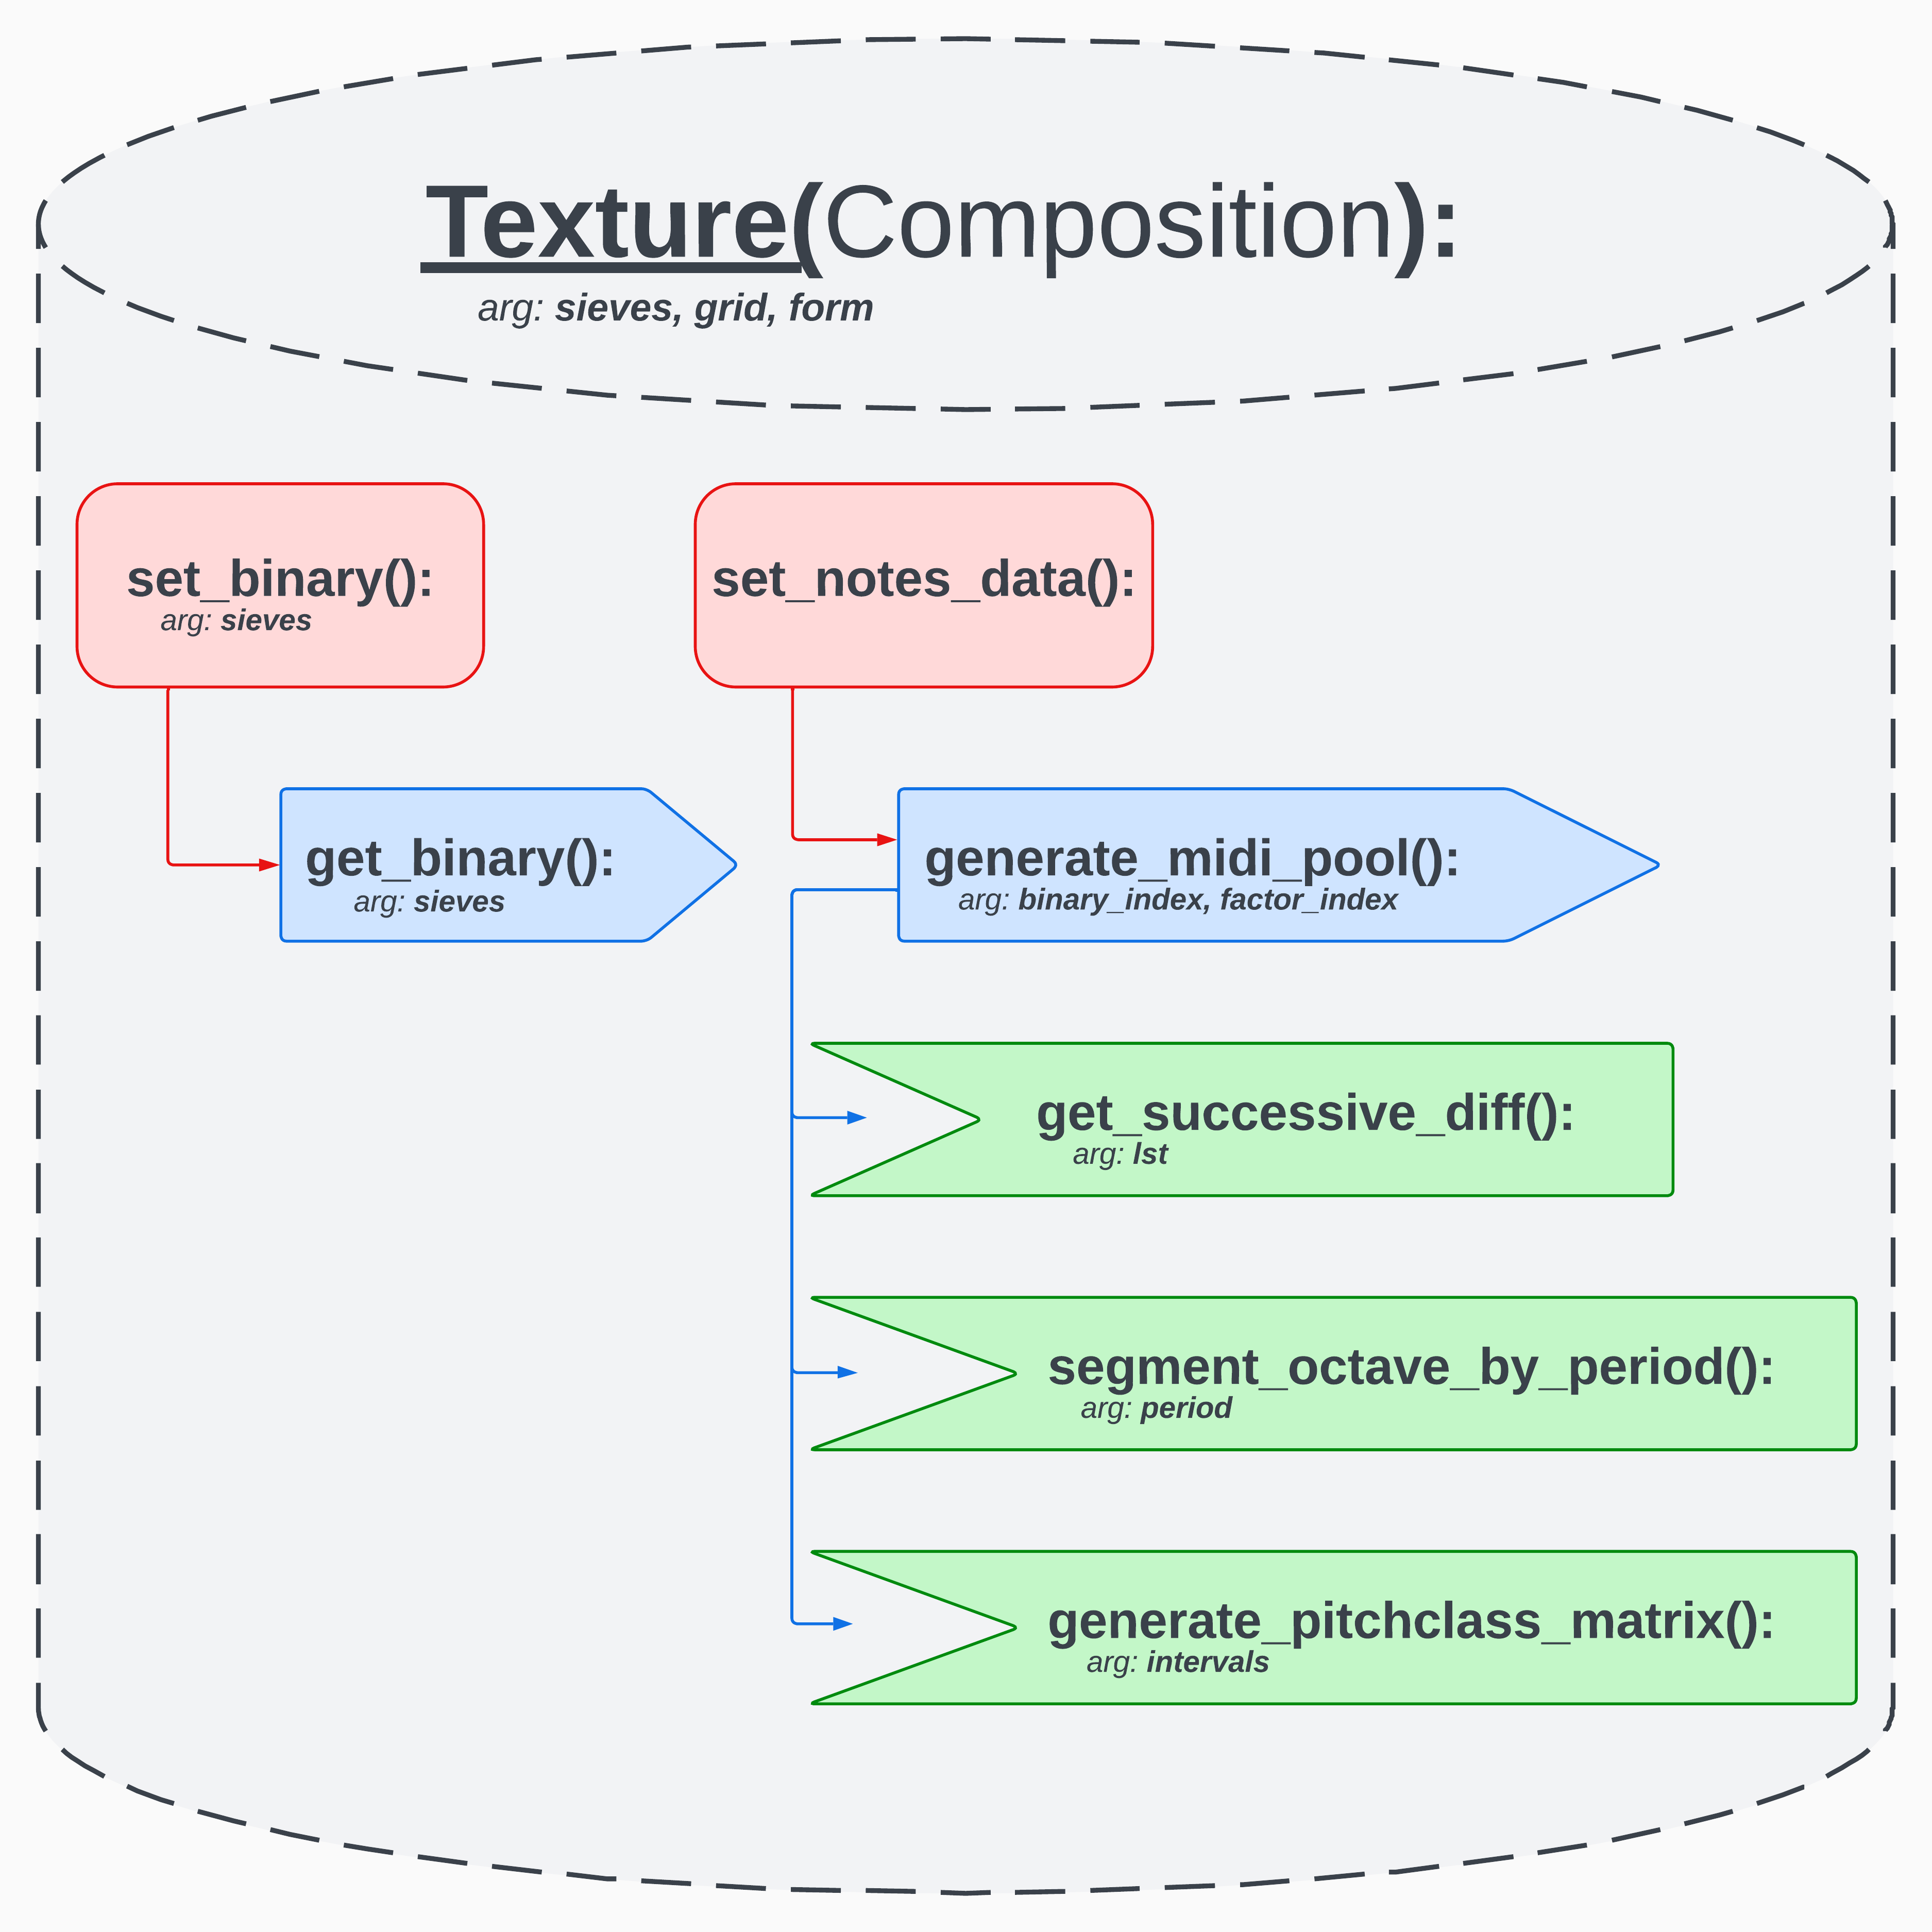 Texture(Composition):
arg: sieves, grid, form
set_binary():
arg: sieves
set_notes_data():
get_binary():
arg: sieves
generate_midi_pool():
arg: binary_index, factor_index
get_successive_diff():
arg: lst
segment_octave_by_period():
arg: period
generate_pitchclass_matrix():
arg: intervals